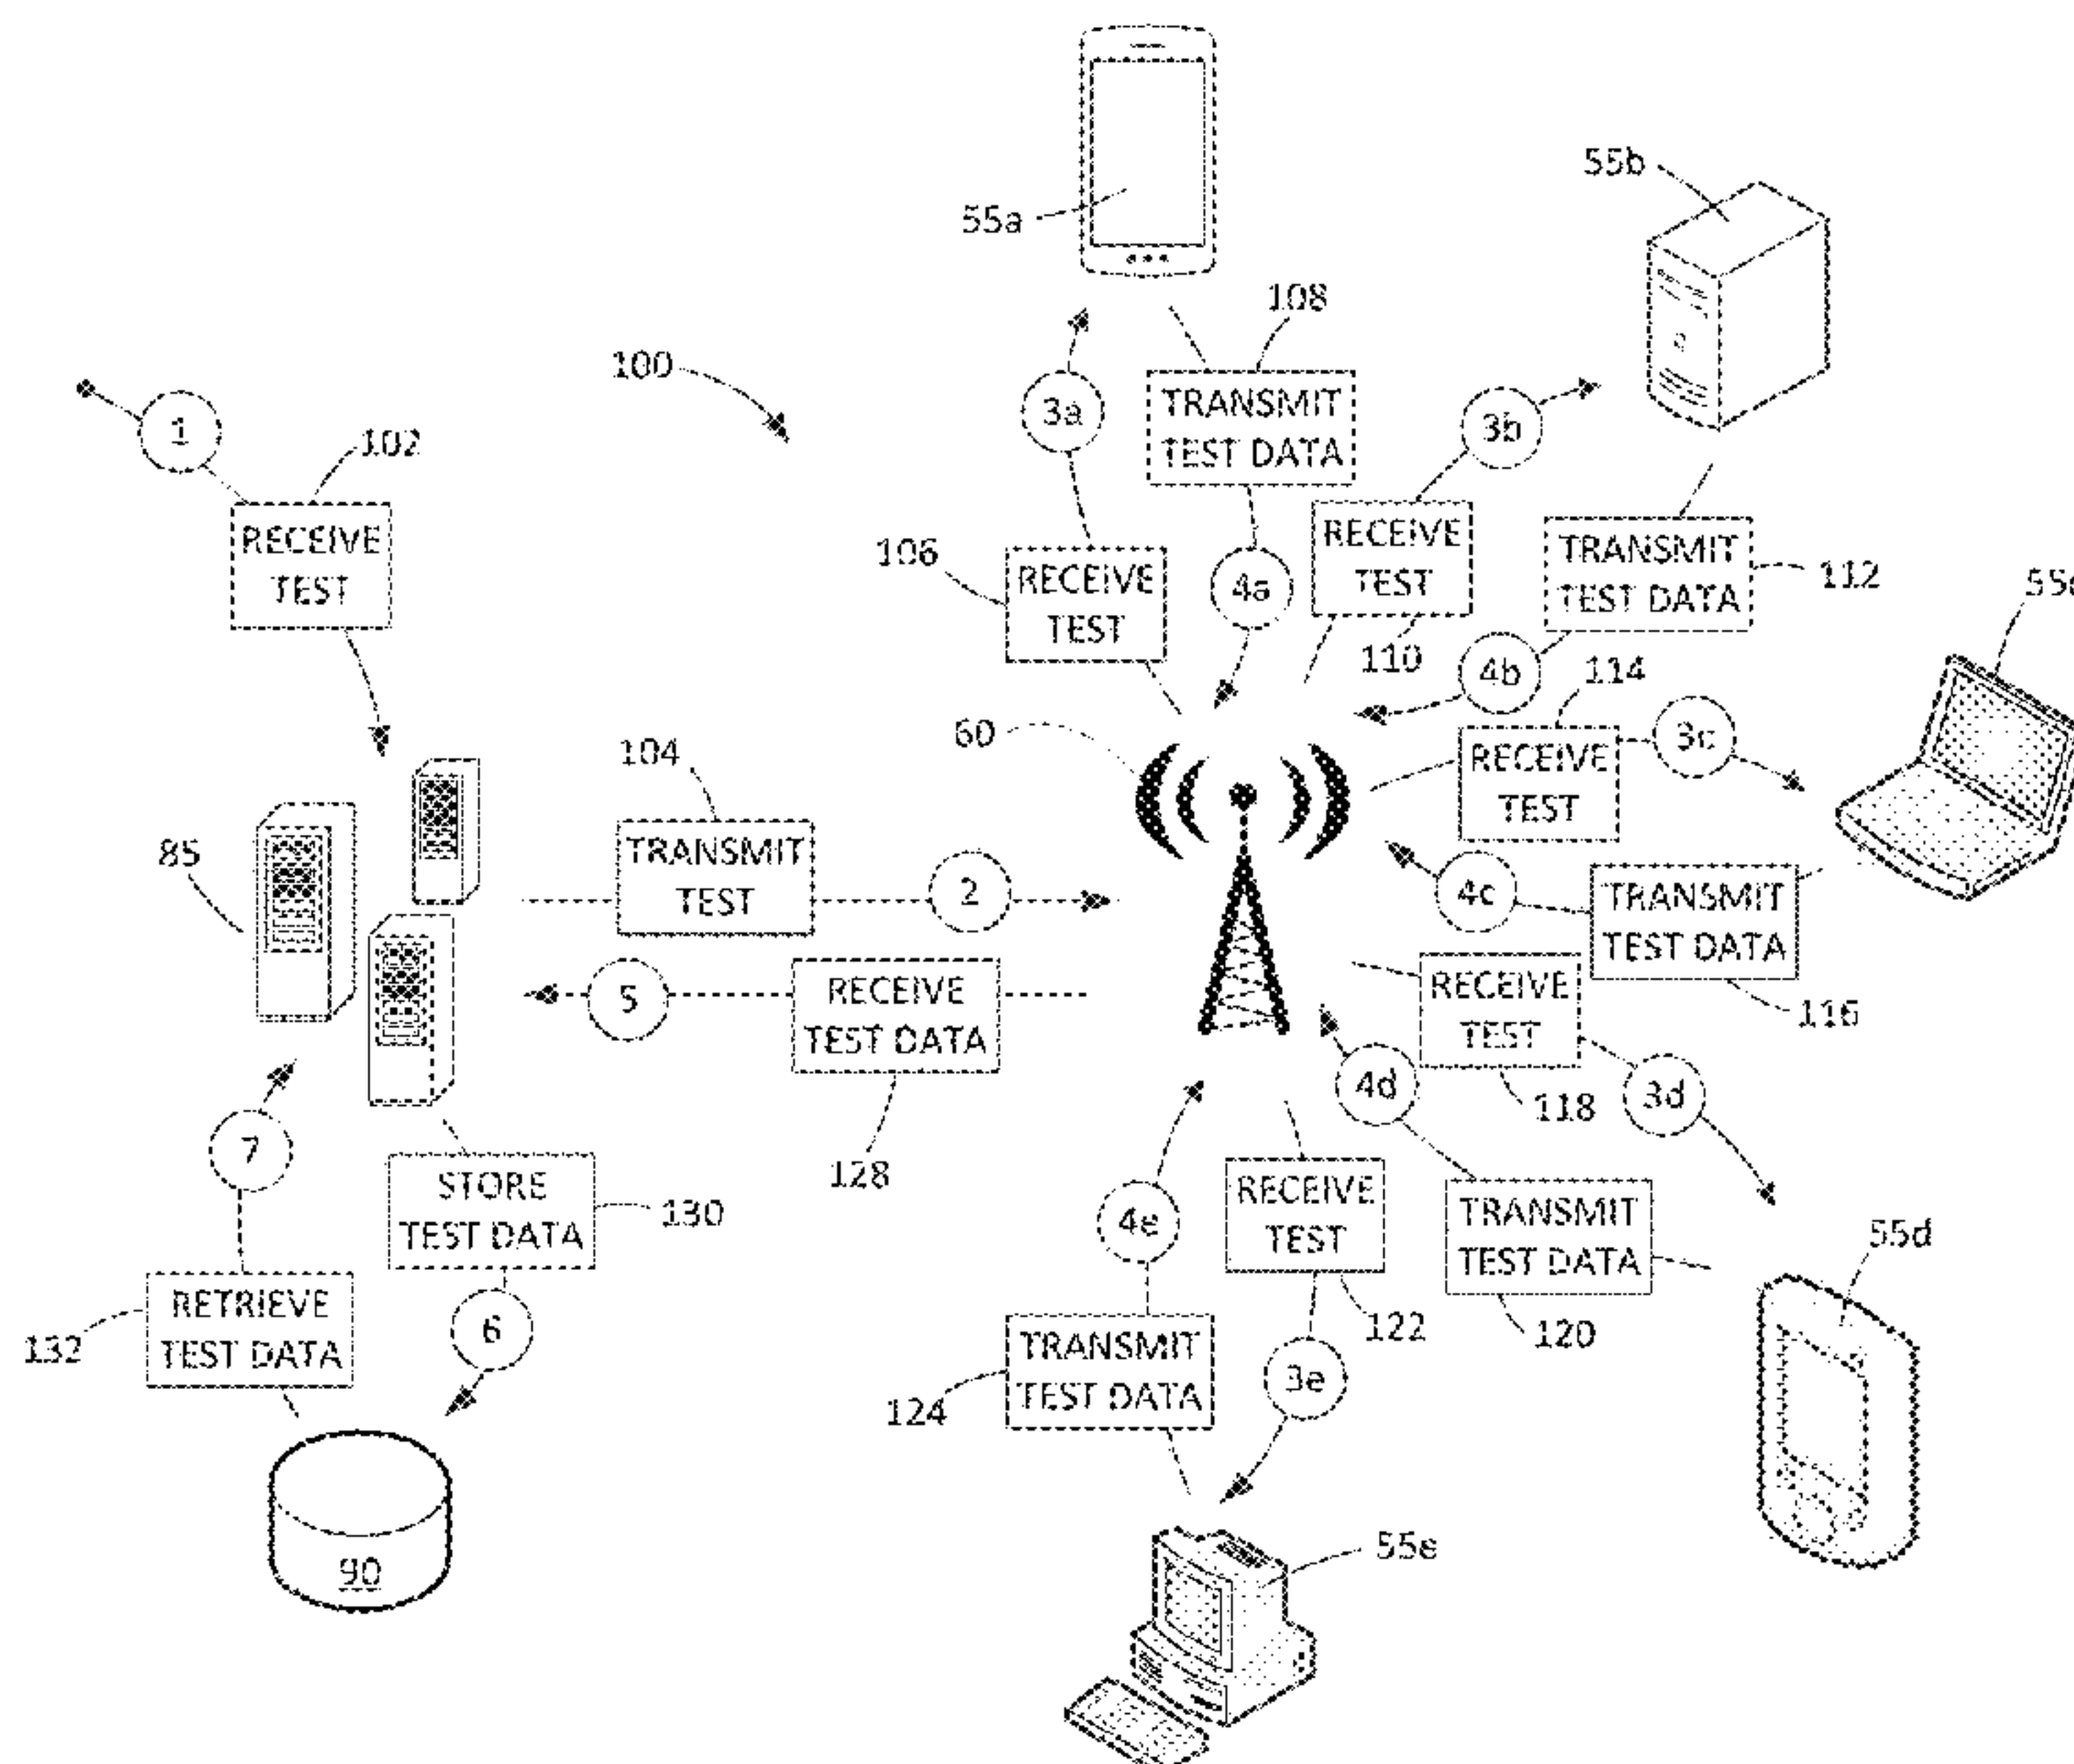 55a
55b
108
100
3a
TRANSMIT
TEST DATA
3b
1
102
RECEIVE
TEST
106
RECEIVE
TEST
4a
RECEIVE
TEST
110
TRANSMIT
TEST DATA
112
4b
114
60
104
RECEIVE
TEST
3c
85
TRANSMIT
TEST
2
4c
TRANSMIT
TEST DATA
116
5
RECEIVE
TEST DATA
128
RECEIVE
TEST
118
4d
3d
7
STORE
TEST DATA
130
4e
RECEIVE
TEST
122
TRANSMIT
TEST DATA
120
55d
132
RETRIEVE
TEST DATA
6
124
TRANSMIT
TEST DATA
3e
90
55e